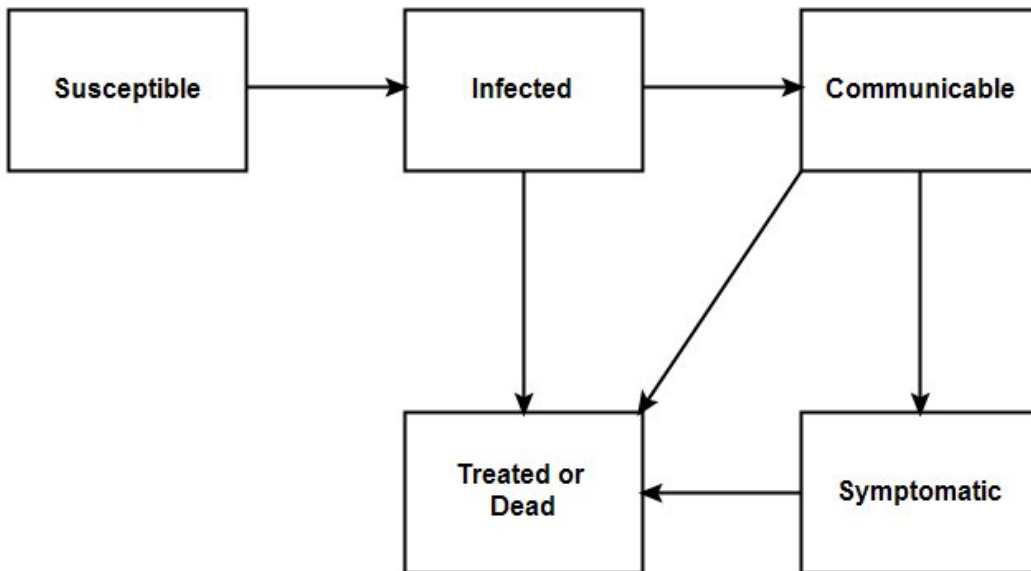 Susceptible
Infected
Communicable
Treated or
Dead
Symptomatic